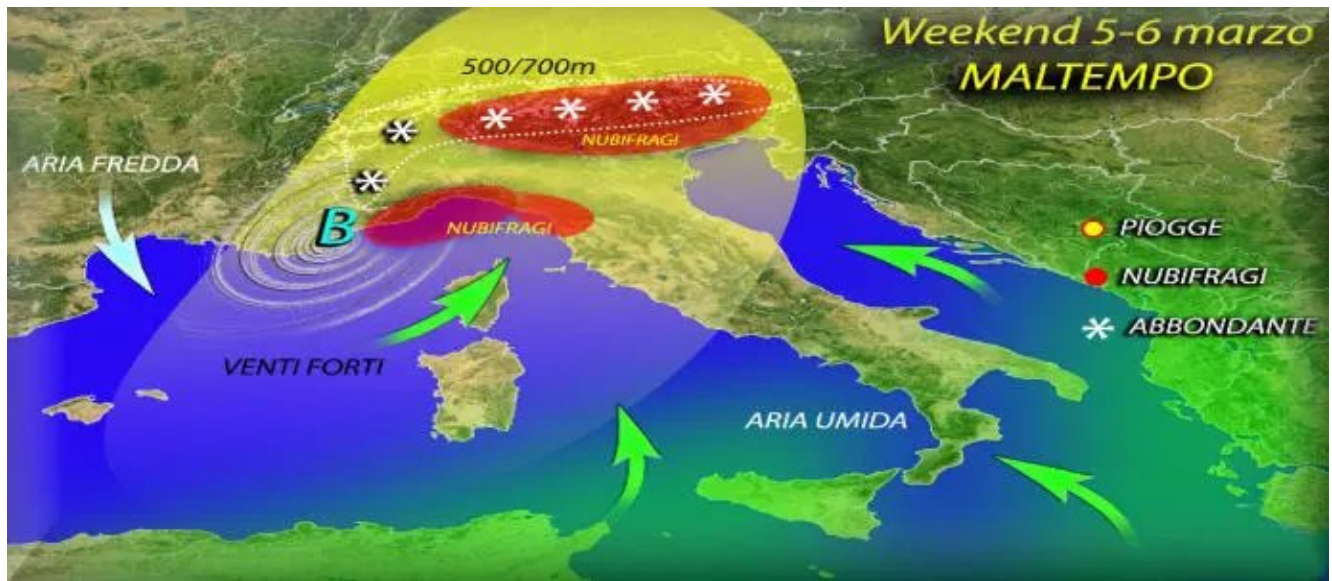 Weekend 5-6 marzo
MALTEMPO
500/700m
NUBIFRAGI
ARIA FREDDA
B
NUBIFRAGI
PIOGGE
NUBIFRAGI
ABBONDANTE
VENTI FORTI
ARIA UMIDA